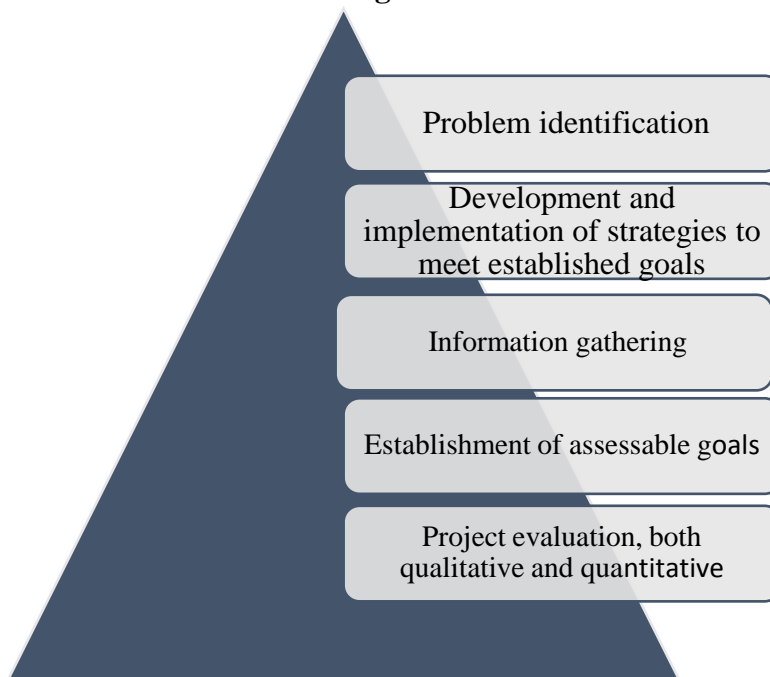 Problem identification
Development and
implementation of strategies to
meet established goals
Information gathering
Establishment of assessable goals
Project evaluation, both
qualitative and quantitative